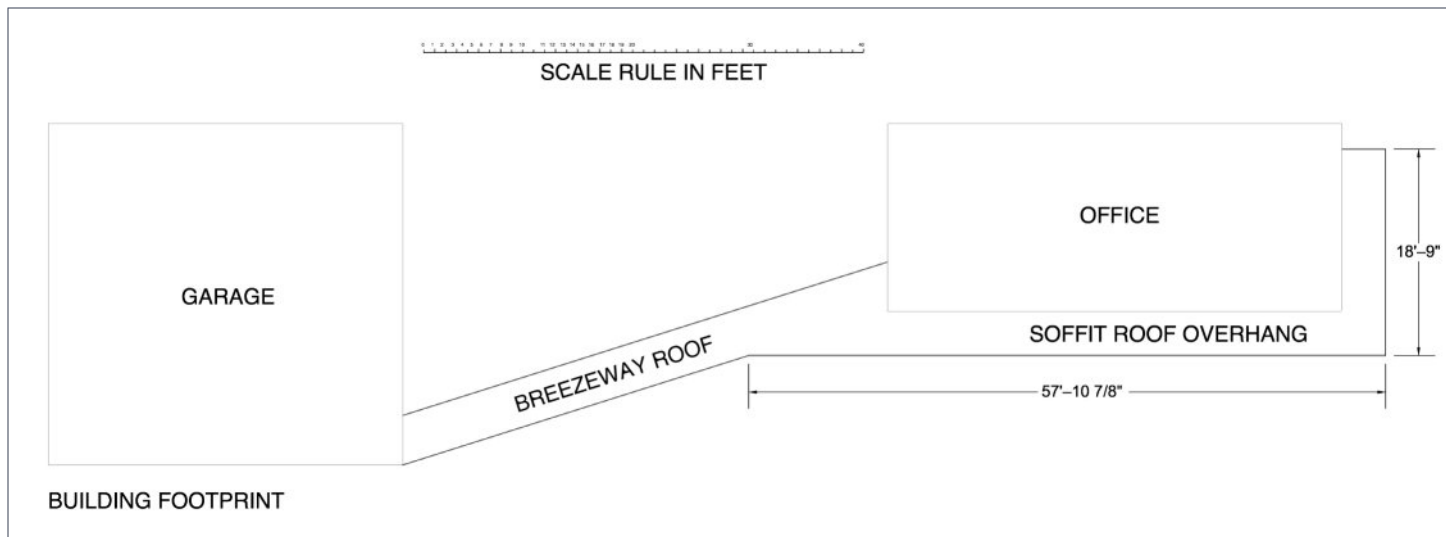 0 1 2 3 4 5 6 7 8 9 10 11 12 13 14 15 16 17 18 19 20 30 40
SCALE RULE IN FEET
OFFICE
18'–9"
GARAGE
SOFFIT ROOF OVERHANG
BREEZEWAY ROOF
57'–10 7/8"
BUILDING FOOTPRINT